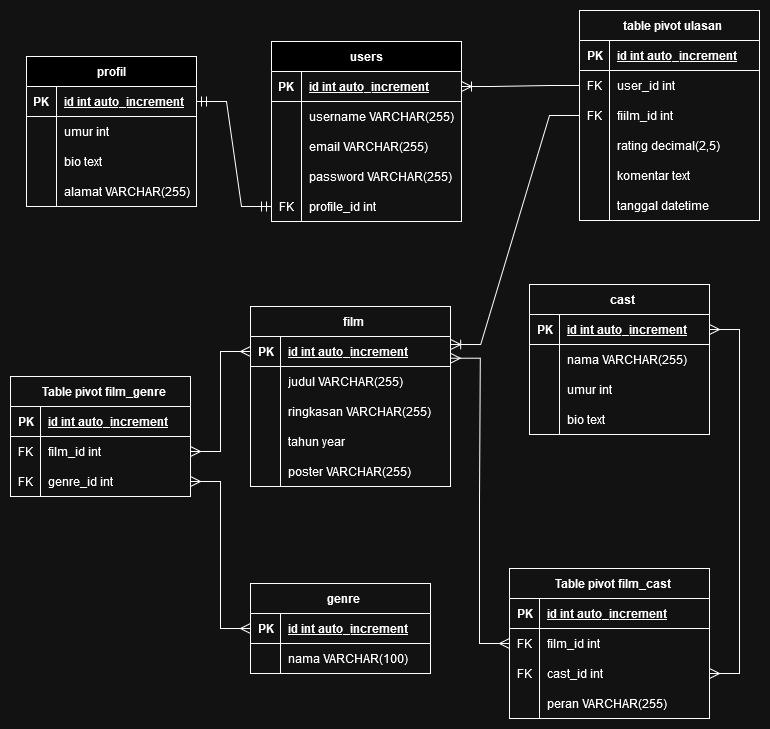 profil
PK id int auto_increment
umur int
bio text
alamat VARCHAR(255)
users
PK id int auto_increment
username VARCHAR(255)
email VARCHAR(255)
password VARCHAR(255)
FK profile_id int
table pivot ulasan
PK id int auto_increment
FK user_id int
FK fiilm_id int
rating decimal(2,5)
komentar text
tanggal datetime
film
PK id int auto_increment
judul VARCHAR(255)
ringkasan VARCHAR(255)
tahun year
poster VARCHAR(255)
cast
PK id int auto_increment
nama VARCHAR(255)
umur int
bio text
Table pivot film_genre
PK id int auto_increment
FK film_id int
FK genre_id int
genre
PK id int auto_increment
nama VARCHAR(100)
Table pivot film_cast
PK id int auto_increment
FK film_id int
FK cast_id int
peran VARCHAR(255)